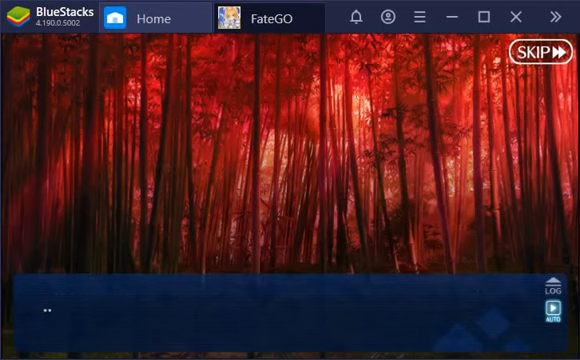 BlueStacks
4.190.0.5002
Home
FateGO
SKIP
LOG
..
AUTO